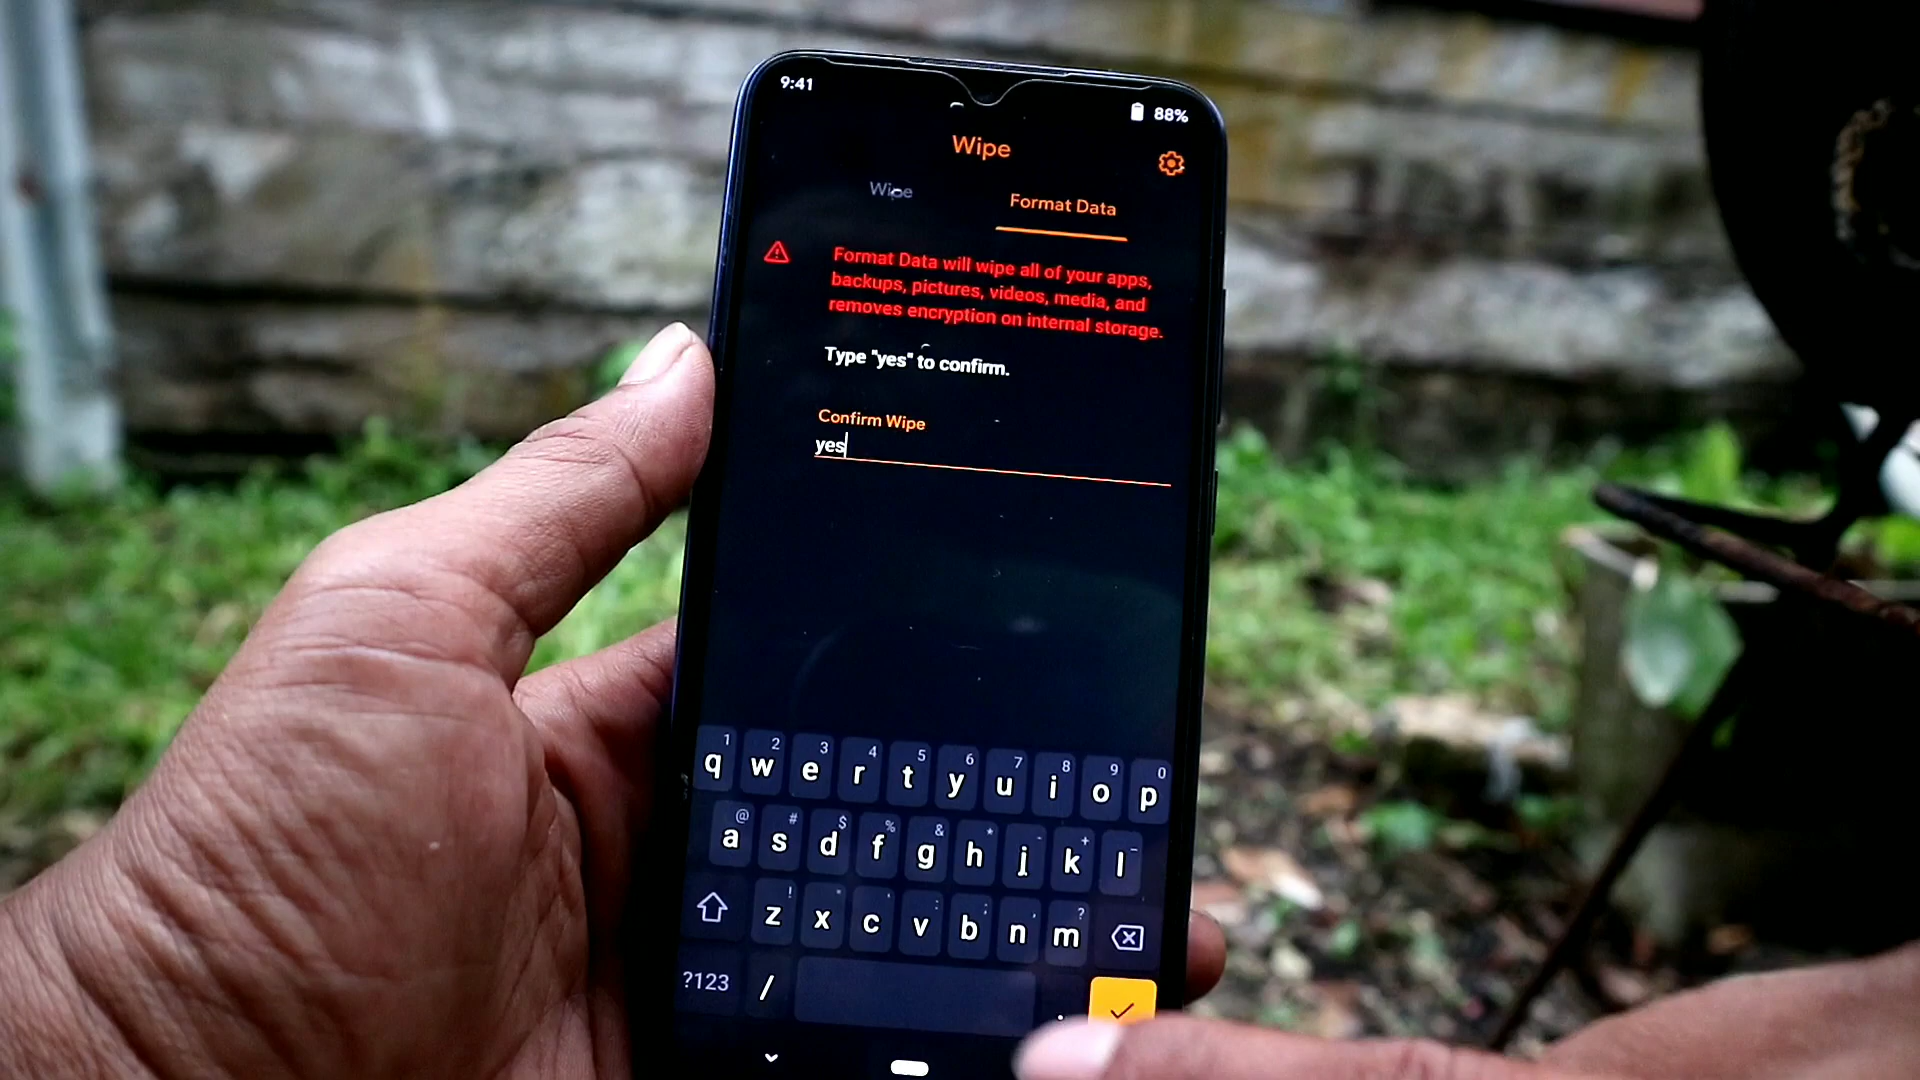 9:41
88%
Wipe
Wipe
Format Data
Format Data will wipe all of your apps,
backups, pictures, videos, media, and
removes encryption on internal storage.
Type "yes" to confirm.
Confirm Wipe
yes
1 2 3 4 5 6 7 8 9 0
q w e r t y u i o p
@ # $ % & * - + _
a s d f g h j k l
! " ' : ; , ?
z x c v b n m
?123 / .